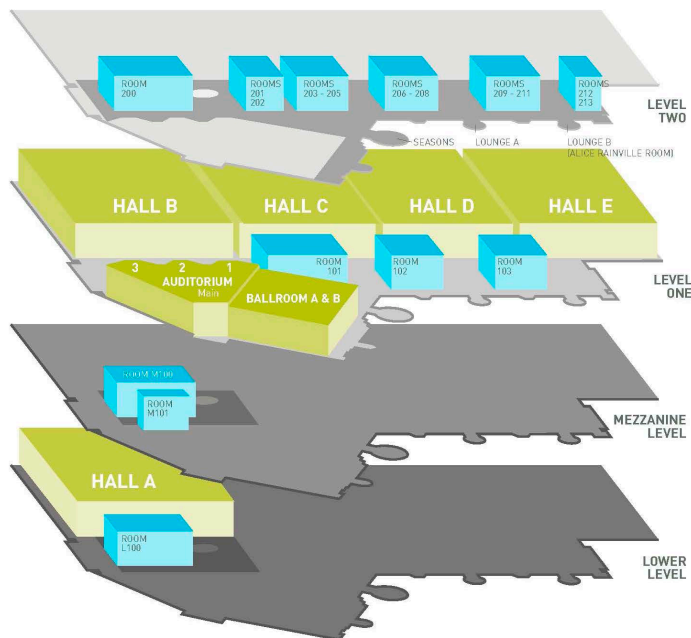 ROOM
200
ROOMS
201
202
ROOMS
203 - 205
ROOMS
206 - 208
ROOMS
209 - 211
ROOMS
212
213
LEVEL
TWO
SEASONS
LOUNGE A
LOUNGE B
(ALICE RAINVILLE ROOM)
HALL B
HALL C
HALL D
HALL E
3
2
1
AUDITORIUM
Main
BALLROOM A & B
ROOM
101
ROOM
102
ROOM
103
LEVEL
ONE
ROOM M100
ROOM
M101
MEZZANINE
LEVEL
HALL A
ROOM
L100
LOWER
LEVEL